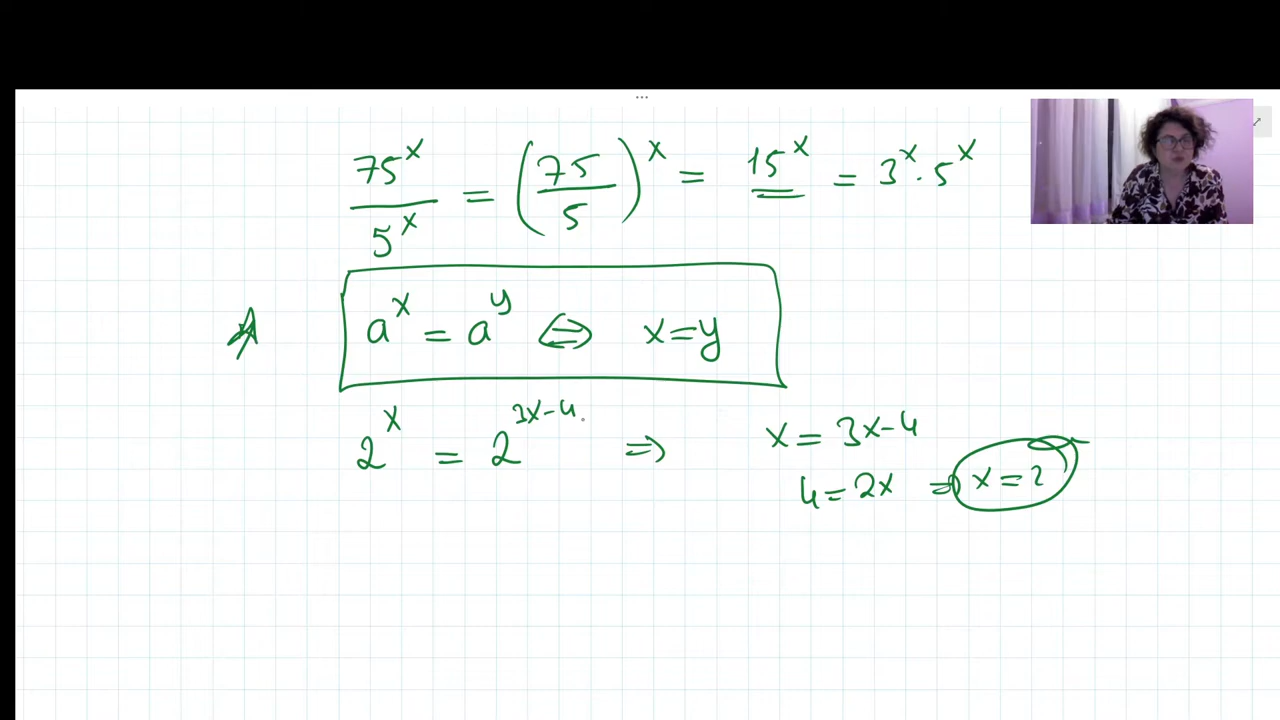 75^x / 5^x = (75/5)^x = 15^x = 3^x · 5^x
a^x = a^y ⇔ x = y
2^x = 2^(3x-4) ⇒ x = 3x-4
4 = 2x ⇒ x = 2